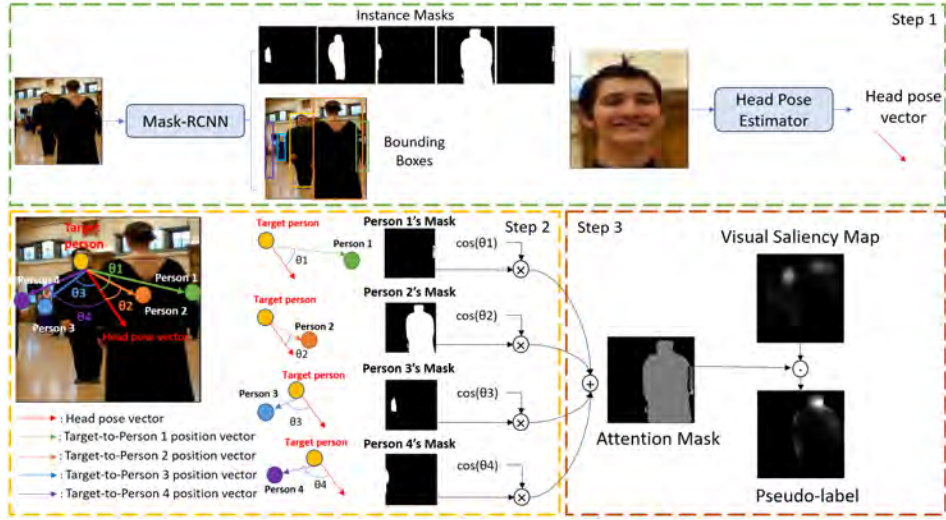 Instance Masks
Step 1
Mask-RCNN
Bounding
Boxes
Head Pose
Estimator
Head pose
vector
Target
person
θ1
Person 1
Person 4
θ3
θ2
Person 2
θ4
Person 3
Head pose vector
: Head pose vector
: Target-to-Person 1 position vector
: Target-to-Person 2 position vector
: Target-to-Person 3 position vector
: Target-to-Person 4 position vector
Step 2
Target person
Person 1
θ1
Person 1's Mask
cos(θ1)
Target person
Person 2
θ2
Person 2's Mask
cos(θ2)
Target person
Person 3
θ3
Person 3's Mask
cos(θ3)
Target person
Person 4
θ4
Person 4's Mask
cos(θ4)
Step 3
Visual Saliency Map
Attention Mask
Pseudo-label